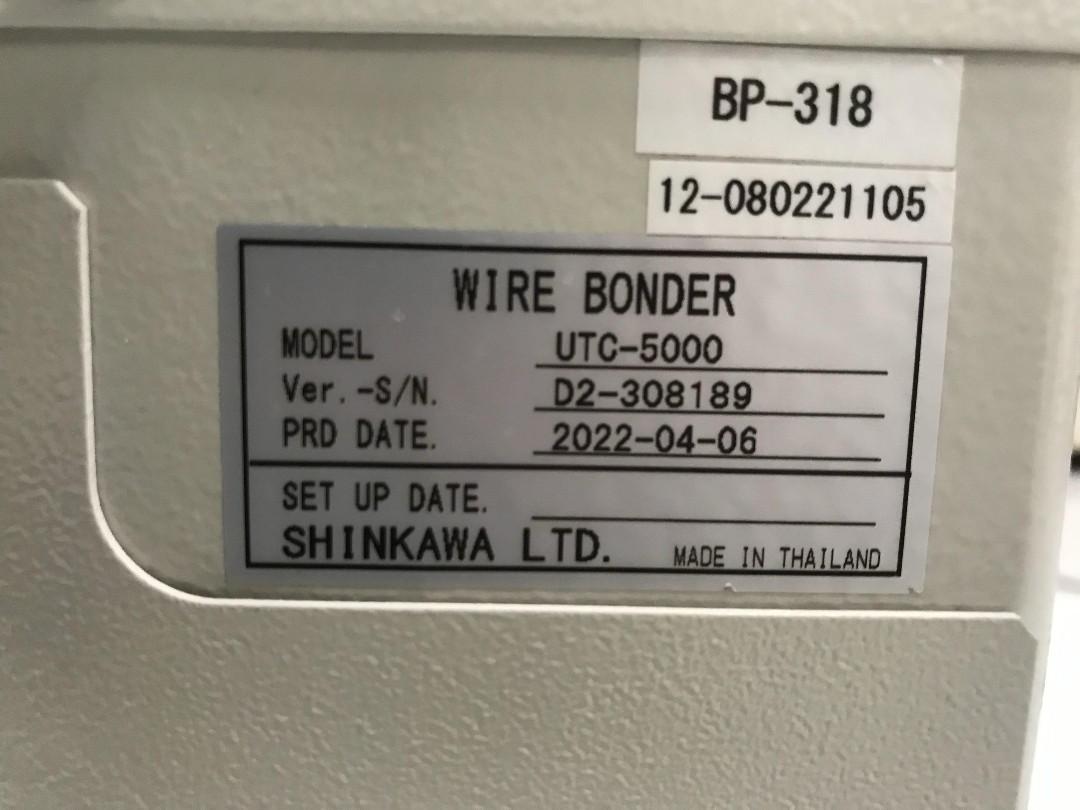 BP-318
12-080221105
WIRE BONDER
MODEL UTC-5000
Ver.-S/N. D2-308189
PRD DATE. 2022-04-06
SET UP DATE.
SHINKAWA LTD. MADE IN THAILAND